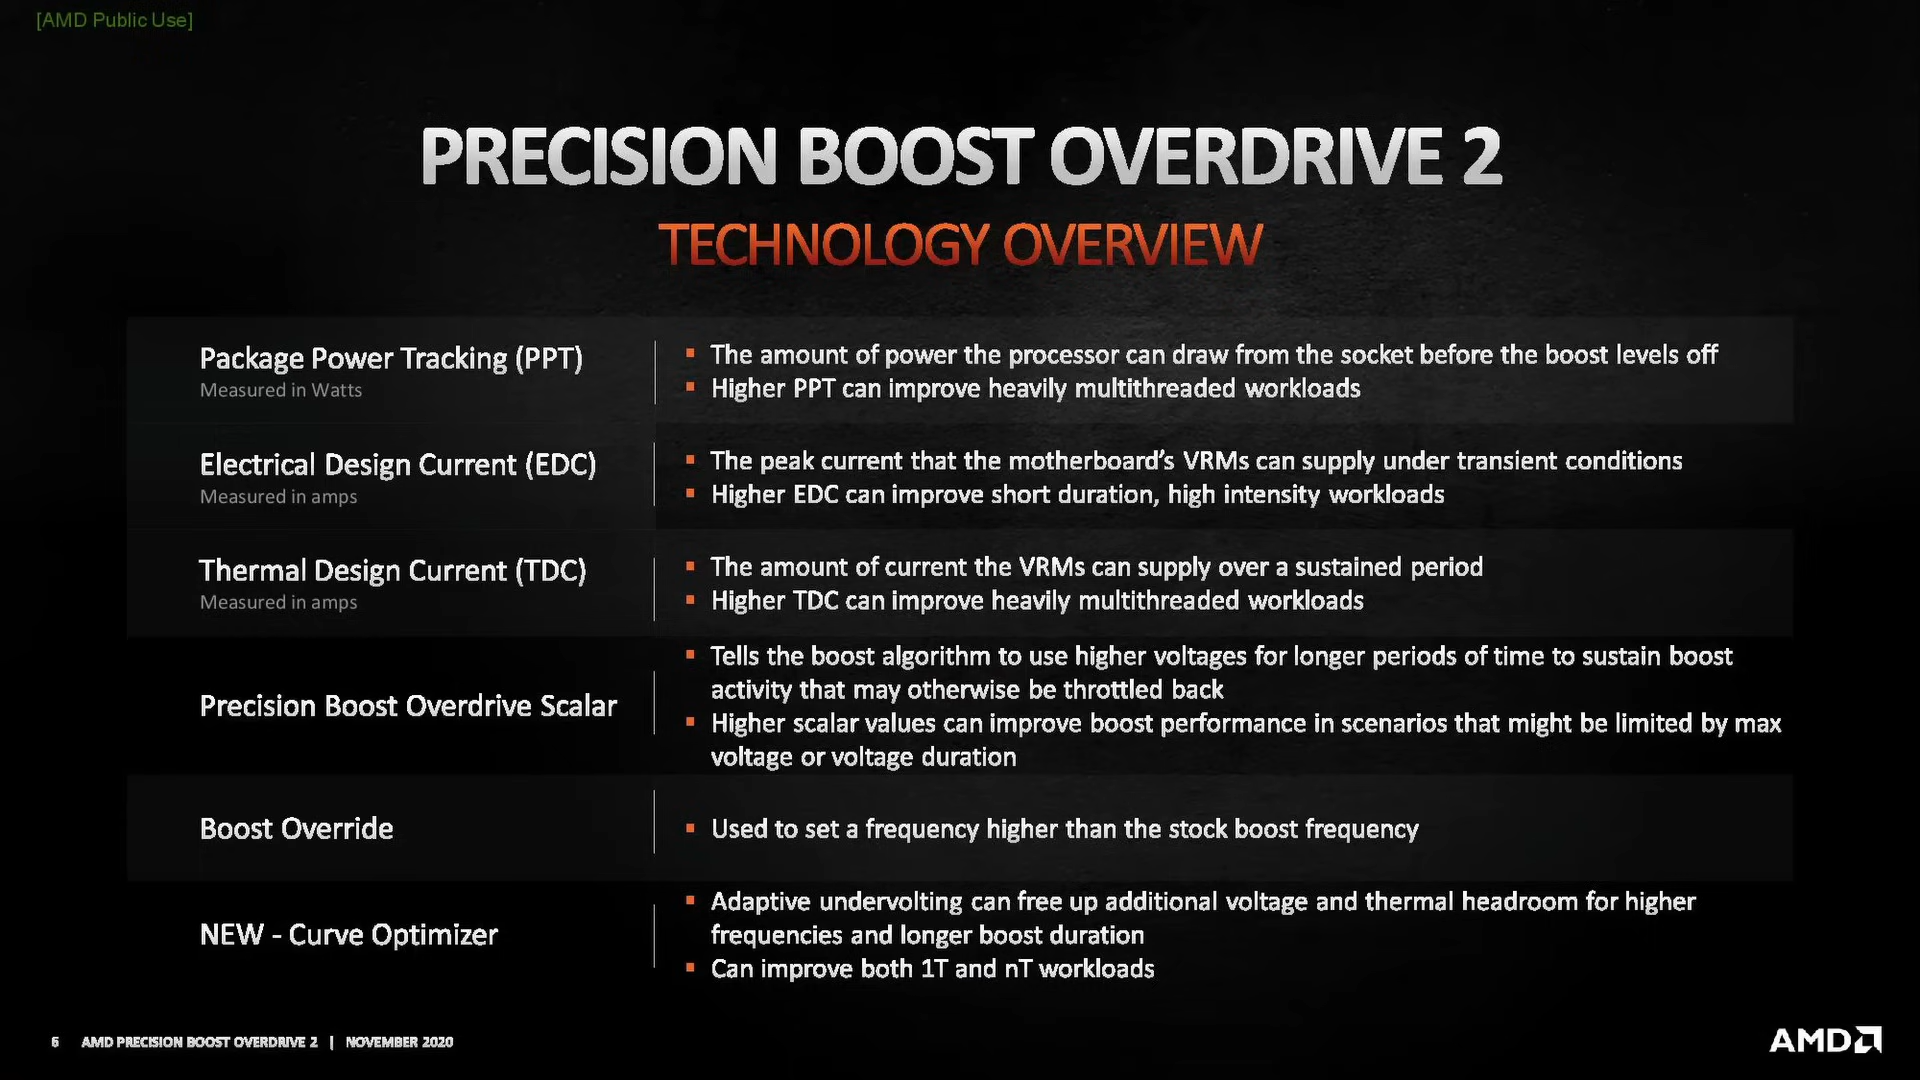 [AMD Public Use]
PRECISION BOOST OVERDRIVE 2
TECHNOLOGY OVERVIEW
Package Power Tracking (PPT)
Measured in Watts
▪ The amount of power the processor can draw from the socket before the boost levels off
▪ Higher PPT can improve heavily multithreaded workloads
Electrical Design Current (EDC)
Measured in amps
▪ The peak current that the motherboard’s VRMs can supply under transient conditions
▪ Higher EDC can improve short duration, high intensity workloads
Thermal Design Current (TDC)
Measured in amps
▪ The amount of current the VRMs can supply over a sustained period
▪ Higher TDC can improve heavily multithreaded workloads
Precision Boost Overdrive Scalar
▪ Tells the boost algorithm to use higher voltages for longer periods of time to sustain boost
activity that may otherwise be throttled back
▪ Higher scalar values can improve boost performance in scenarios that might be limited by max
voltage or voltage duration
Boost Override
▪ Used to set a frequency higher than the stock boost frequency
NEW - Curve Optimizer
▪ Adaptive undervolting can free up additional voltage and thermal headroom for higher
frequencies and longer boost duration
▪ Can improve both 1T and nT workloads
6 AMD PRECISION BOOST OVERDRIVE 2 | NOVEMBER 2020
AMD